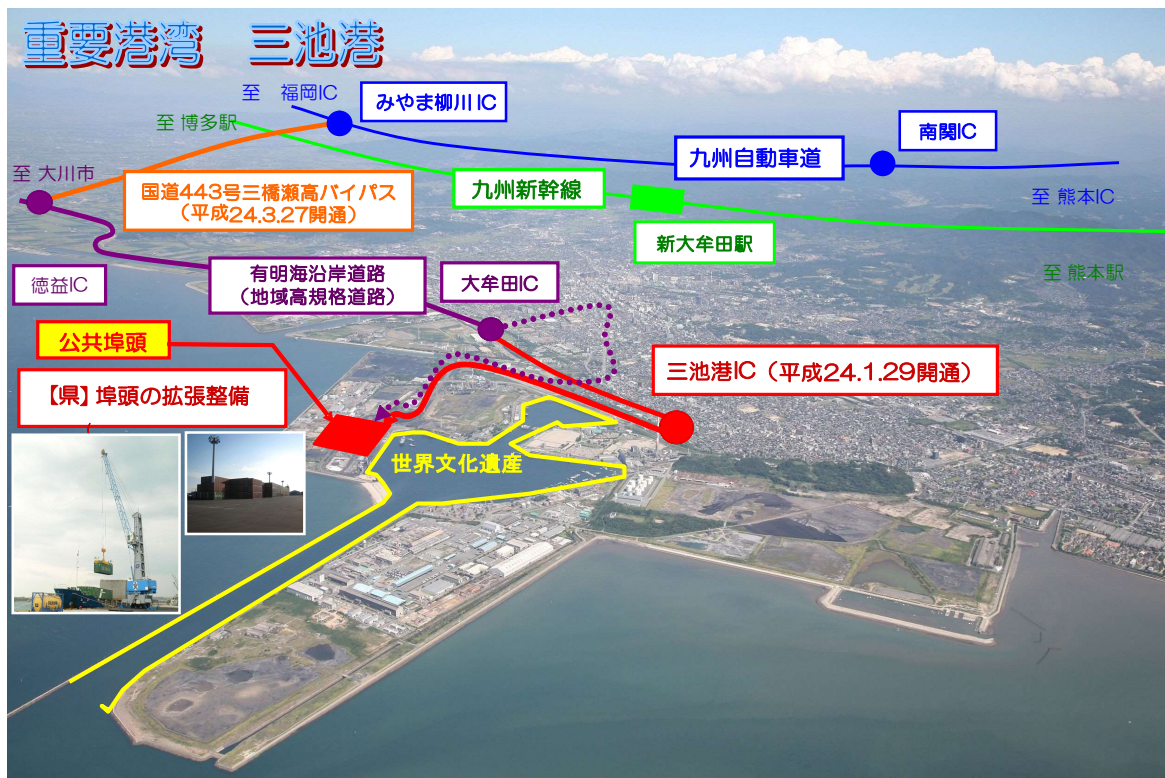 重要港湾　三池港
至　福岡IC
みやま柳川IC
至 博多駅
南関IC
九州自動車道
至 大川市
国道443号三橋瀬高バイパス
（平成24.3.27開通）
九州新幹線
至 熊本IC
新大牟田駅
徳益IC
有明海沿岸道路
（地域高規格道路）
大牟田IC
至 熊本駅
公共埠頭
三池港IC（平成24.1.29開通）
【県】埠頭の拡張整備
世界文化遺産